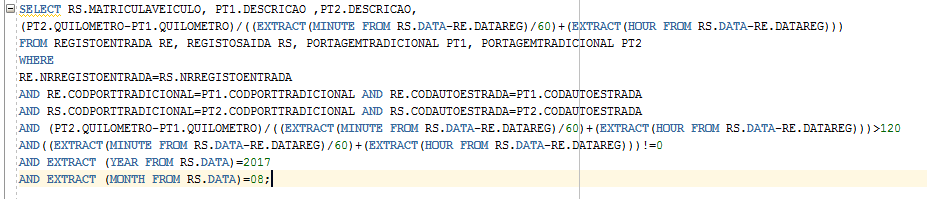 SELECT RS.MATRICULAVEICULO, PT1.DESCRICAO ,PT2.DESCRICAO,
(PT2.QUILOMETRO-PT1.QUILOMETRO)/((EXTRACT(MINUTE FROM RS.DATA-RE.DATAREG)/60)+(EXTRACT(HOUR FROM RS.DATA-RE.DATAREG)))
FROM REGISTOENTRADA RE, REGISTOSAIDA RS, PORTAGEMTRADICIONAL PT1, PORTAGEMTRADICIONAL PT2
WHERE
RE.NRREGISTOENTRADA=RS.NRREGISTOENTRADA
AND RE.CODPORTTRADICIONAL=PT1.CODPORTTRADICIONAL AND RE.CODAUTOESTRADA=PT1.CODAUTOESTRADA
AND RS.CODPORTTRADICIONAL=PT2.CODPORTTRADICIONAL AND RS.CODAUTOESTRADA=PT2.CODAUTOESTRADA
AND (PT2.QUILOMETRO-PT1.QUILOMETRO)/((EXTRACT(MINUTE FROM RS.DATA-RE.DATAREG)/60)+(EXTRACT(HOUR FROM RS.DATA-RE.DATAREG)))>120
AND((EXTRACT(MINUTE FROM RS.DATA-RE.DATAREG)/60)+(EXTRACT(HOUR FROM RS.DATA-RE.DATAREG)))!=0
AND EXTRACT (YEAR FROM RS.DATA)=2017
AND EXTRACT (MONTH FROM RS.DATA)=08;